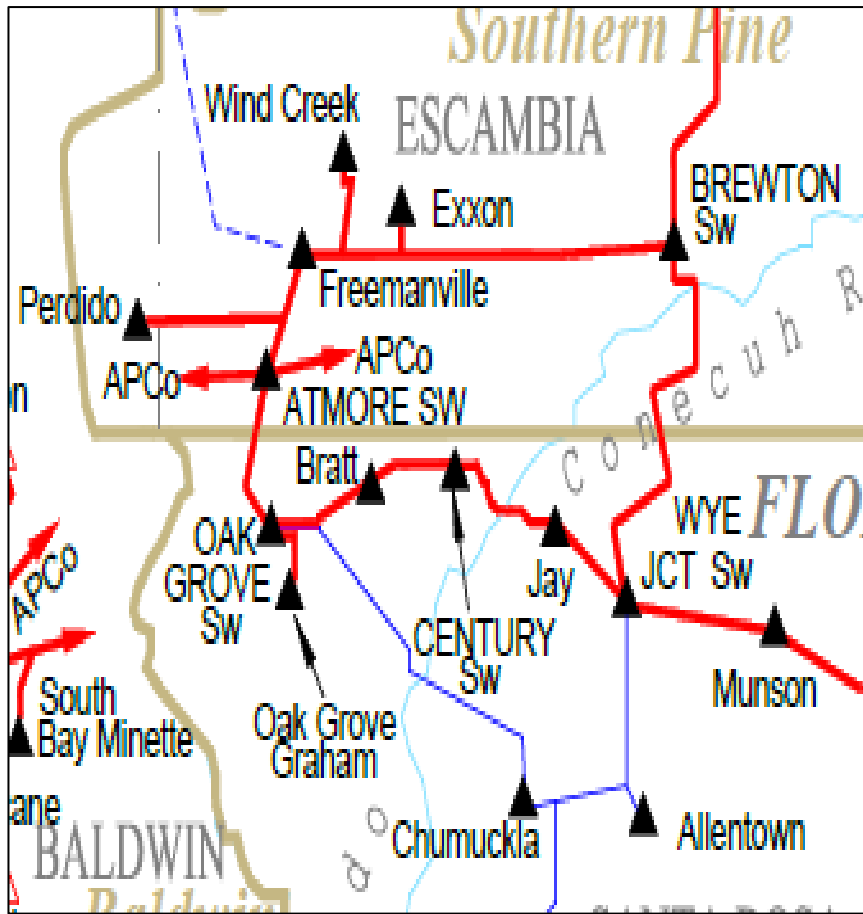 Southern Pine
Wind Creek
ESCAMBIA
Exxon
BREWTON
Sw
Freemanville
Perdido
APCo
APCo
ATMORE SW
Conecuh R
Bratt
OAK
GROVE
Sw
WYE
JCT Sw
FLO
Jay
CENTURY
Sw
APCo
Munson
South
Bay Minette
Oak Grove
Graham
Chumuckla
Allentown
BALDWIN
Baldwin